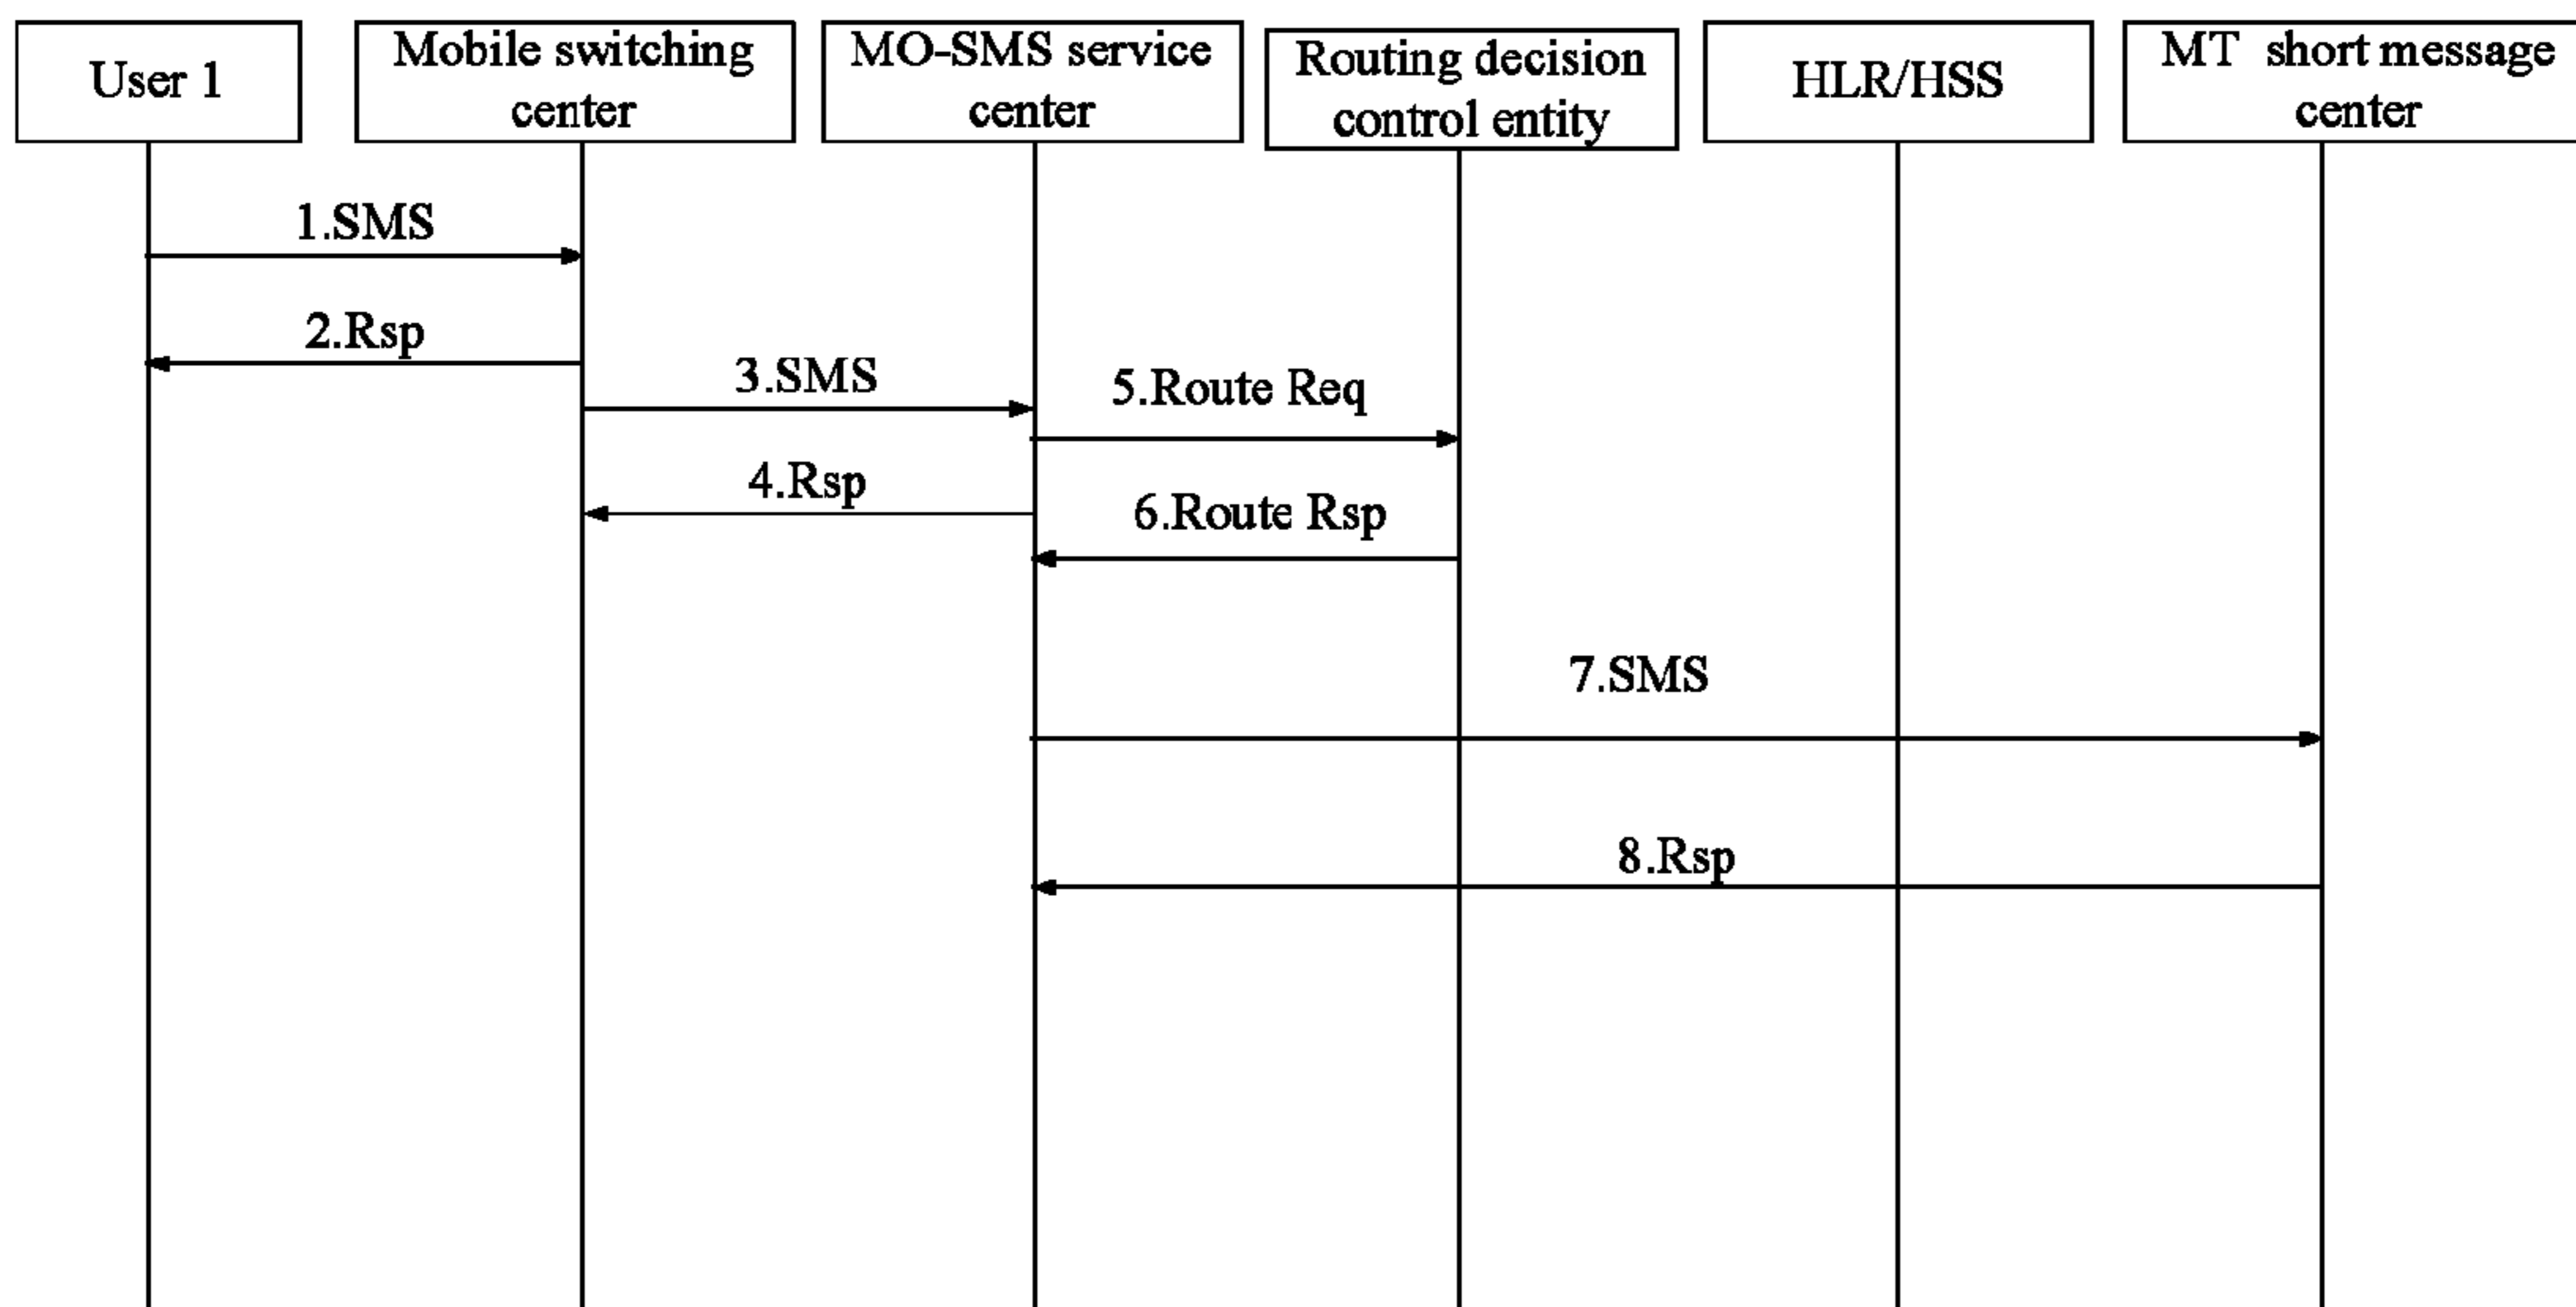 User 1
Mobile switching
center
MO-SMS service
center
Routing decision
control entity
HLR/HSS
MT short message
center
1.SMS
2.Rsp
3.SMS
5.Route Req
4.Rsp
6.Route Rsp
7.SMS
8.Rsp